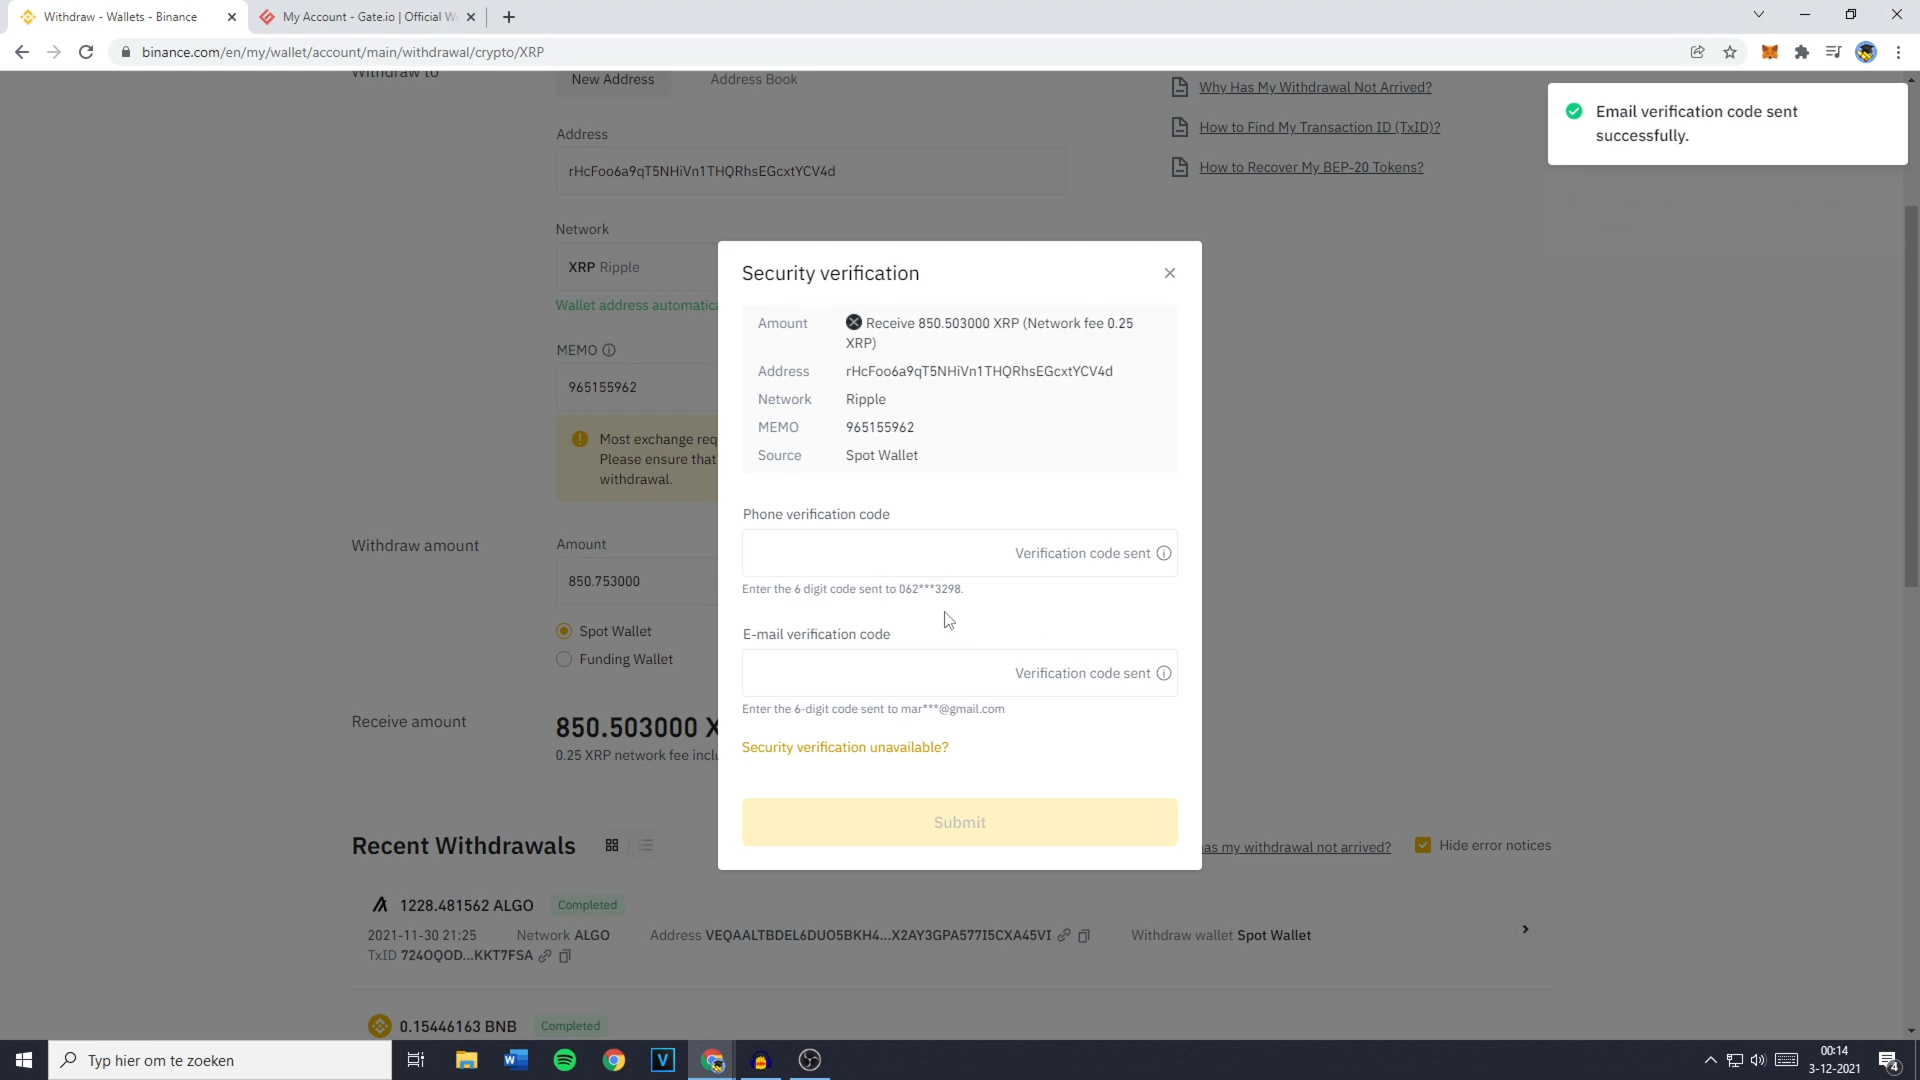 Withdraw - Wallets - Binance
My Account - Gate.io | Official W
binance.com/en/my/wallet/account/main/withdrawal/crypto/XRP
Withdraw to
New Address
Address Book
Why Has My Withdrawal Not Arrived?
How to Find My Transaction ID (TxID)?
How to Recover My BEP-20 Tokens?
Email verification code sent
successfully.
Address
rHcFoo6a9qT5NHiVn1THQRhsEGcxtYCV4d
Network
XRP Ripple
Wallet address automatica
MEMO
965155962
Most exchange req
Please ensure that
withdrawal.
Withdraw amount
Amount
850.753000
Spot Wallet
Funding Wallet
Receive amount
850.503000 X
0.25 XRP network fee inclu
Security verification
Amount
Receive 850.503000 XRP (Network fee 0.25
XRP)
Address
rHcFoo6a9qT5NHiVn1THQRhsEGcxtYCV4d
Network
Ripple
MEMO
965155962
Source
Spot Wallet
Phone verification code
Verification code sent
Enter the 6 digit code sent to 062***3298.
E-mail verification code
Verification code sent
Enter the 6-digit code sent to mar***@gmail.com
Security verification unavailable?
Submit
Recent Withdrawals
as my withdrawal not arrived?
Hide error notices
1228.481562 ALGO
Completed
2021-11-30 21:25
Network ALGO
Address VEQAALTBDEL6DUO5BKH4...X2AY3GPA577I5CXA45VI
Withdraw wallet Spot Wallet
TxID 724OQOD...KKT7FSA
0.15446163 BNB
Completed
Typ hier om te zoeken
00:14
3-12-2021
4